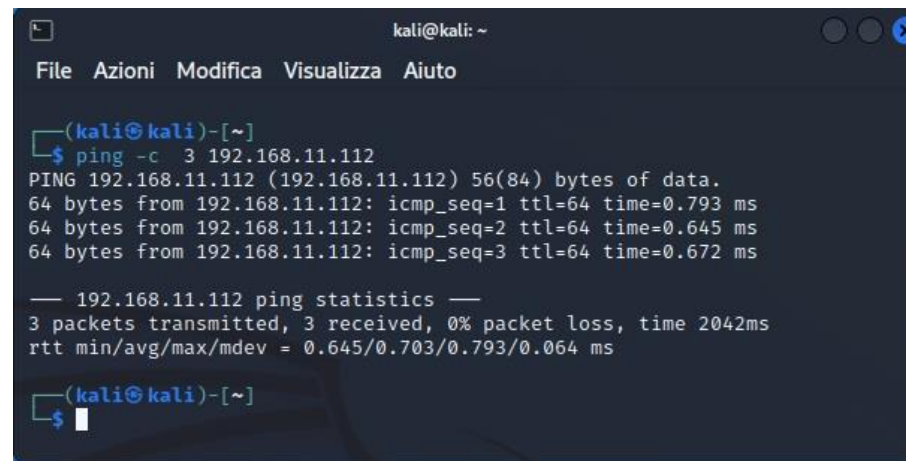 kali@kali: ~
File Azioni Modifica Visualizza Aiuto
┌──(kali㉿kali)-[~]
└─$ ping -c  3 192.168.11.112
PING 192.168.11.112 (192.168.11.112) 56(84) bytes of data.
64 bytes from 192.168.11.112: icmp_seq=1 ttl=64 time=0.793 ms
64 bytes from 192.168.11.112: icmp_seq=2 ttl=64 time=0.645 ms
64 bytes from 192.168.11.112: icmp_seq=3 ttl=64 time=0.672 ms
— 192.168.11.112 ping statistics —
3 packets transmitted, 3 received, 0% packet loss, time 2042ms
rtt min/avg/max/mdev = 0.645/0.703/0.793/0.064 ms
┌──(kali㉿kali)-[~]
└─$